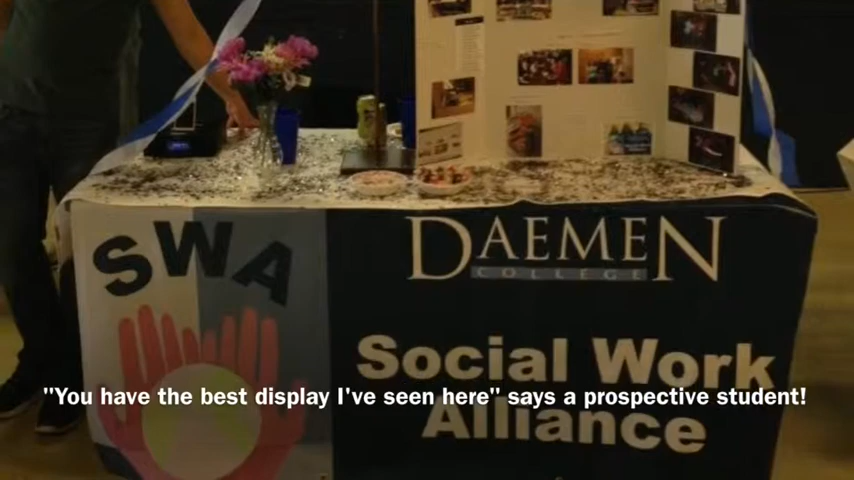 SWA
DAEMEN
COLLEGE
Social Work
"You have the best display I've seen here" says a prospective student!
Alliance